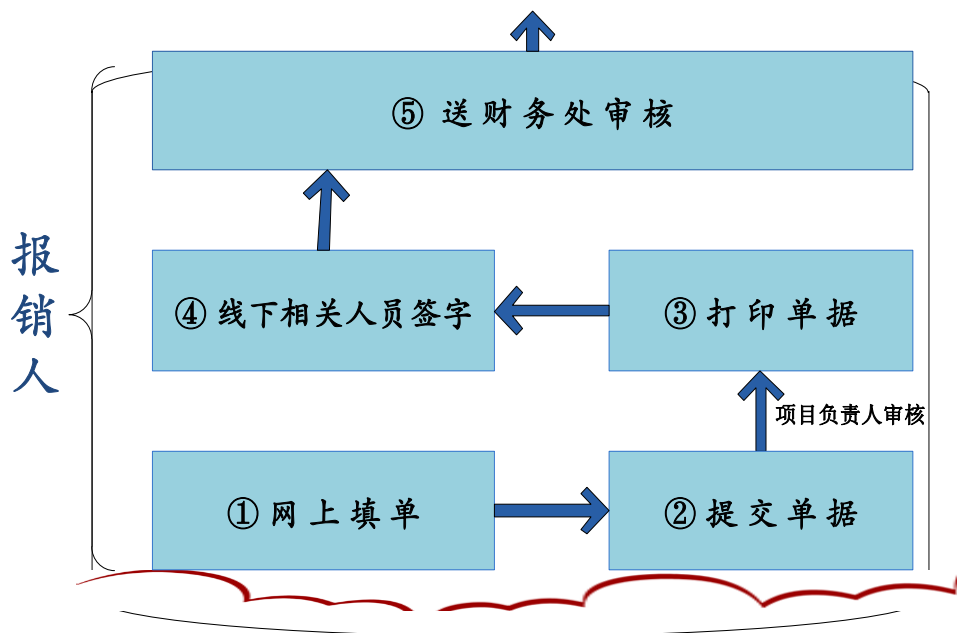 ⑤ 送财务处审核
报销人
④ 线下相关人员签字
③ 打印单据
项目负责人审核
① 网上填单
② 提交单据